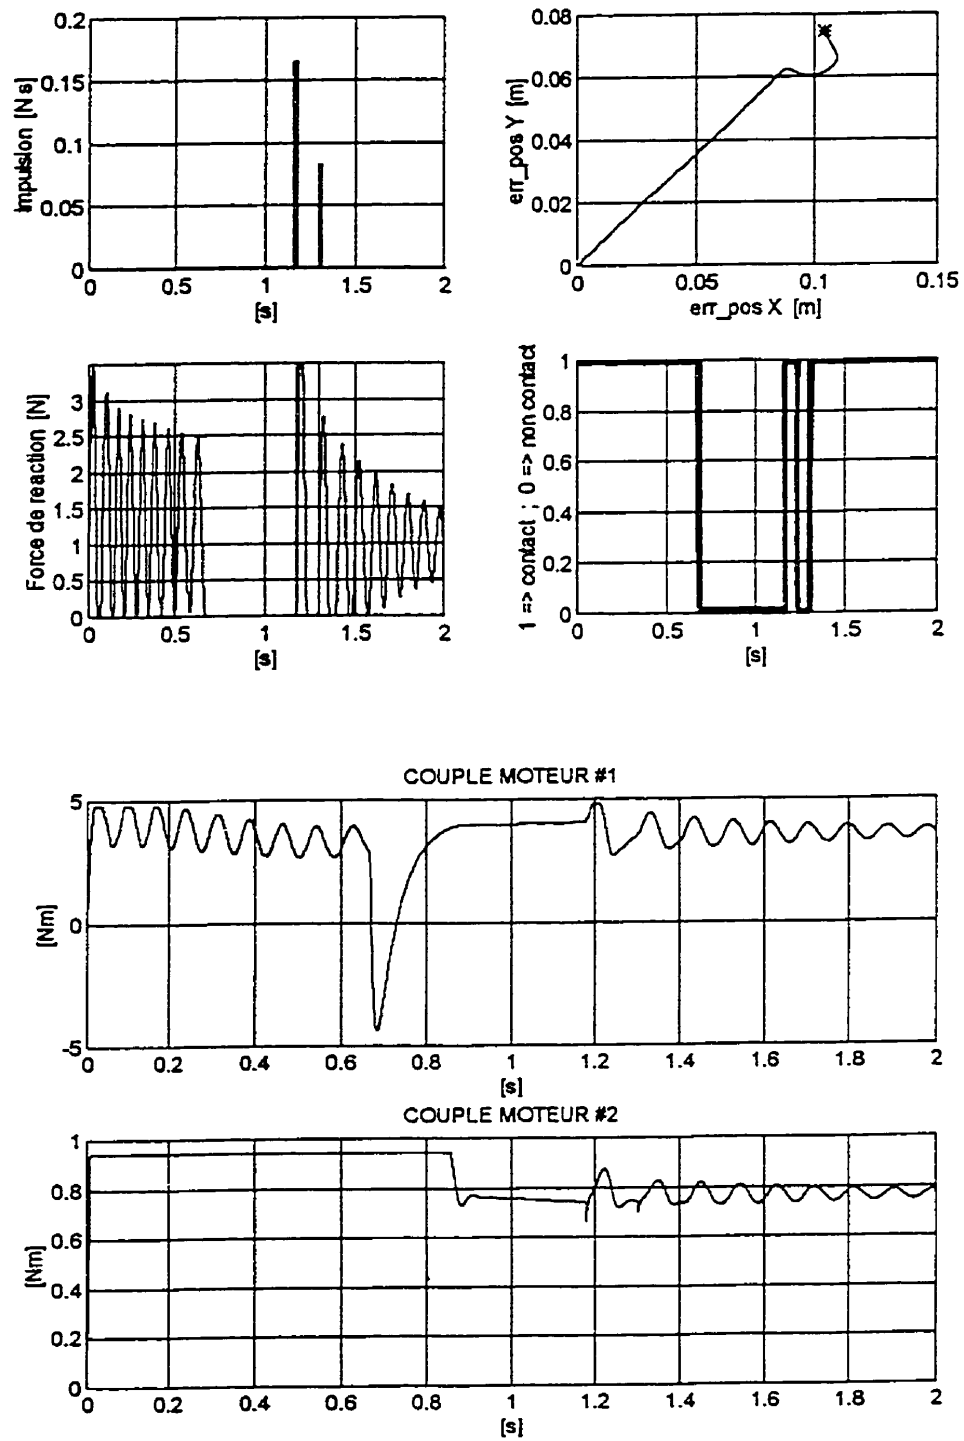 0.2
0.15
0.1
0.05
0
Impulsion [N s]
0 0.5 1 1.5 2
[s]
0.08
0.06
0.04
0.02
0
err_pos Y [m]
0 0.05 0.1 0.15
err_pos X [m]
3
2.5
2
1.5
1
0.5
0
Force de reaction [N]
0 0.5 1 1.5 2
[s]
1
0.8
0.6
0.4
0.2
0
1 => contact ; 0 => non contact
0 0.5 1 1.5 2
[s]
COUPLE MOTEUR #1
5
0
-5
[Nm]
0 0.2 0.4 0.6 0.8 1 1.2 1.4 1.6 1.8 2
[s]
COUPLE MOTEUR #2
1
0.8
0.6
0.4
0.2
0
[Nm]
0 0.2 0.4 0.6 0.8 1 1.2 1.4 1.6 1.8 2
[s]